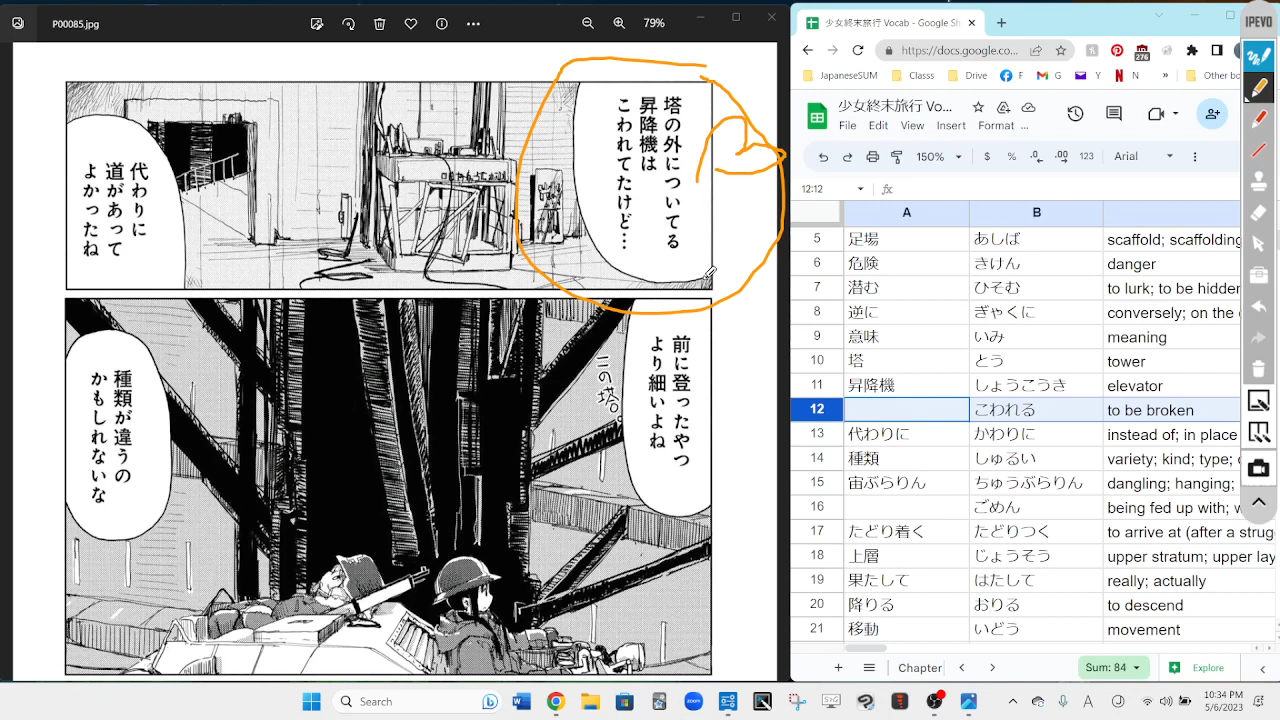 P00085.jpg
79%
塔の外についてる
昇降機は
こわれてたけど…
代わりに
道があって
よかったね
前に登ったやつ
より細いよね
この塔。
種類が違うの
かもしれないな
少女終末旅行 Vocab - Google Sh
https://docs.google.co...
276
JapaneseSUM
Classs
Drive
F
G
Y
N
Other bo
少女終末旅行 Vo...
File
Edit
View
Insert
Format
150%
$
%
.0
.00
123
Arial
12:12
fx
A
B
5 足場 あしば scaffold; scaffolding
6 危険 きけん danger
7 潜む ひそむ to lurk; to be hidden
8 逆に ぎゃくに conversely; on the
9 意味 いみ meaning
10 塔 とう tower
11 昇降機 しょうこうき elevator
12 こわれる to be broken
13 代わりに かわりに instead of; in place
14 種類 しゅるい variety; kind; type;
15 宙ぶらりん ちゅうぶらりん dangling; hanging;
16 ごめん being fed up with;
17 たどり着く たどりつく to arrive at (after a strug
18 上層 じょうそう upper stratum; upper lay
19 果たして はたして really; actually
20 降りる おりる to descend
21 移動 いどう movement
Chapter
Sum: 84
Explore
IPEVO
Search
zoom
A
10:34 PM
5/6/2023